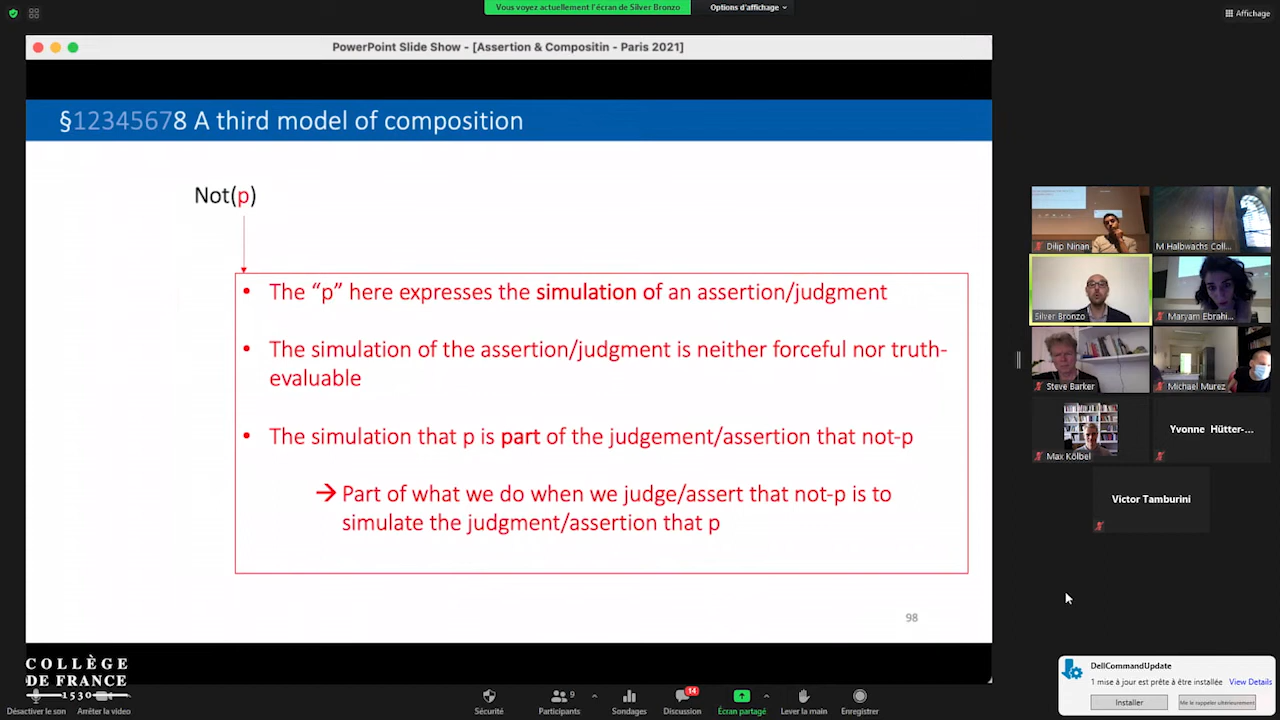 Vous voyez actuellement l'écran de Silver Bronzo
Options d'affichage
Affichage
PowerPoint Slide Show - [Assertion & Compositin - Paris 2021]
§12345678 A third model of composition
Not(p)
• The “p” here expresses the simulation of an assertion/judgment
• The simulation of the assertion/judgment is neither forceful nor truth-
evaluable
• The simulation that p is part of the judgement/assertion that not-p
→ Part of what we do when we judge/assert that not-p is to
simulate the judgment/assertion that p
98
Dilip Ninan
M Halbwachs Coll...
Silver Bronzo
Maryam Ebrahi...
Steve Barker
Michael Murez
Max Kölbel
Yvonne Hütter-...
Victor Tamburini
COLLÈGE
DE FRANCE
1530
DellCommandUpdate
1 mise à jour est prête à être installée View Details
Installer
Me le rappeler ultérieurement
Désactiver le son
Arrêter la vidéo
Sécurité
9
Participants
Sondages
14
Discussion
Écran partagé
Lever la main
Enregistrer